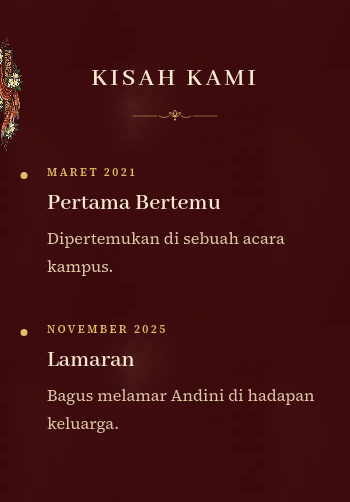 KISAH KAMI
MARET 2021
Pertama Bertemu
Dipertemukan di sebuah acara
kampus.
NOVEMBER 2025
Lamaran
Bagus melamar Andini di hadapan
keluarga.